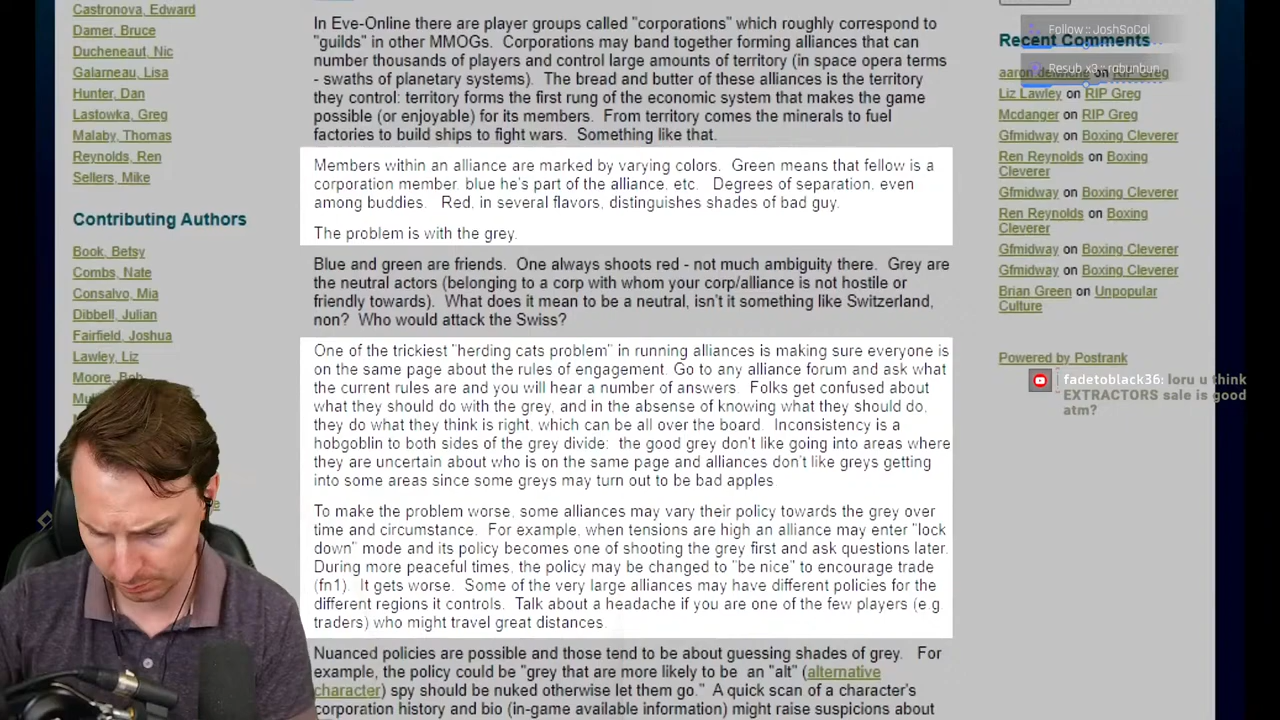 Castronova, Edward
Damer, Bruce
Ducheneaut, Nic
Galarneau, Lisa
Hunter, Dan
Lastowka, Greg
Malaby, Thomas
Reynolds, Ren
Sellers, Mike
Contributing Authors
Book, Betsy
Combs, Nate
Consalvo, Mia
Dibbell, Julian
Fairfield, Joshua
Lawley, Liz
Moore, Bob
In Eve-Online there are player groups called "corporations" which roughly correspond to
"guilds" in other MMOGs. Corporations may band together forming alliances that can
number thousands of players and control large amounts of territory (in space opera terms
- swaths of planetary systems). The bread and butter of these alliances is the territory
they control: territory forms the first rung of the economic system that makes the game
possible (or enjoyable) for its members. From territory comes the minerals to fuel
factories to build ships to fight wars. Something like that.
Members within an alliance are marked by varying colors. Green means that fellow is a
corporation member, blue he's part of the alliance, etc. Degrees of separation, even
among buddies. Red, in several flavors, distinguishes shades of bad guy.
The problem is with the grey.
Blue and green are friends. One always shoots red - not much ambiguity there. Grey are
the neutral actors (belonging to a corp with whom your corp/alliance is not hostile or
friendly towards). What does it mean to be a neutral, isn't it something like Switzerland,
non? Who would attack the Swiss?
One of the trickiest "herding cats problem" in running alliances is making sure everyone is
on the same page about the rules of engagement. Go to any alliance forum and ask what
the current rules are and you will hear a number of answers. Folks get confused about
what they should do with the grey, and in the absense of knowing what they should do,
they do what they think is right, which can be all over the board. Inconsistency is a
hobgoblin to both sides of the grey divide: the good grey don't like going into areas where
they are uncertain about who is on the same page and alliances don't like greys getting
into some areas since some greys may turn out to be bad apples.
To make the problem worse, some alliances may vary their policy towards the grey over
time and circumstance. For example, when tensions are high an alliance may enter "lock
down" mode and its policy becomes one of shooting the grey first and ask questions later.
During more peaceful times, the policy may be changed to "be nice" to encourage trade
(fn1). It gets worse. Some of the very large alliances may have different policies for the
different regions it controls. Talk about a headache if you are one of the few players (e.g.
traders) who might travel great distances.
Nuanced policies are possible and those tend to be about guessing shades of grey. For
example, the policy could be "grey that are more likely to be an "alt" (alternative
character) spy should be nuked otherwise let them go." A quick scan of a character's
corporation history and bio (in-game available information) might raise suspicions about
Follow :: JoshSoCal
Recent Comments
Resub x3 :: rabunbun
on RIP Greg
Liz Lawley on RIP Greg
Mcdanger on RIP Greg
Gfmidway on Boxing Cleverer
Ren Reynolds on Boxing
Cleverer
Gfmidway on Boxing Cleverer
Ren Reynolds on Boxing
Cleverer
Gfmidway on Boxing Cleverer
Gfmidway on Boxing Cleverer
Brian Green on Unpopular
Culture
Powered by Postrank
fadetoblack36: loru u think
EXTRACTORS sale is good
atm?